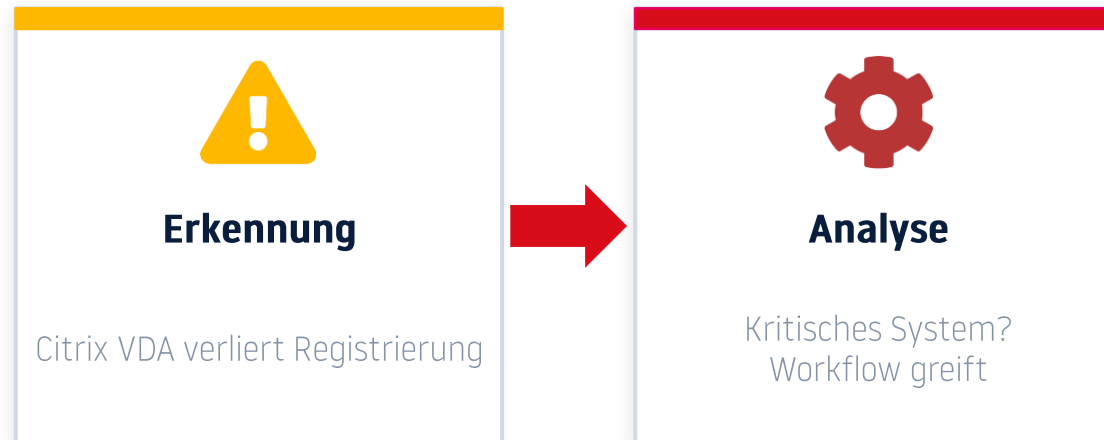 Erkennung
Citrix VDA verliert Registrierung
Analyse
Kritisches System?
Workflow greift